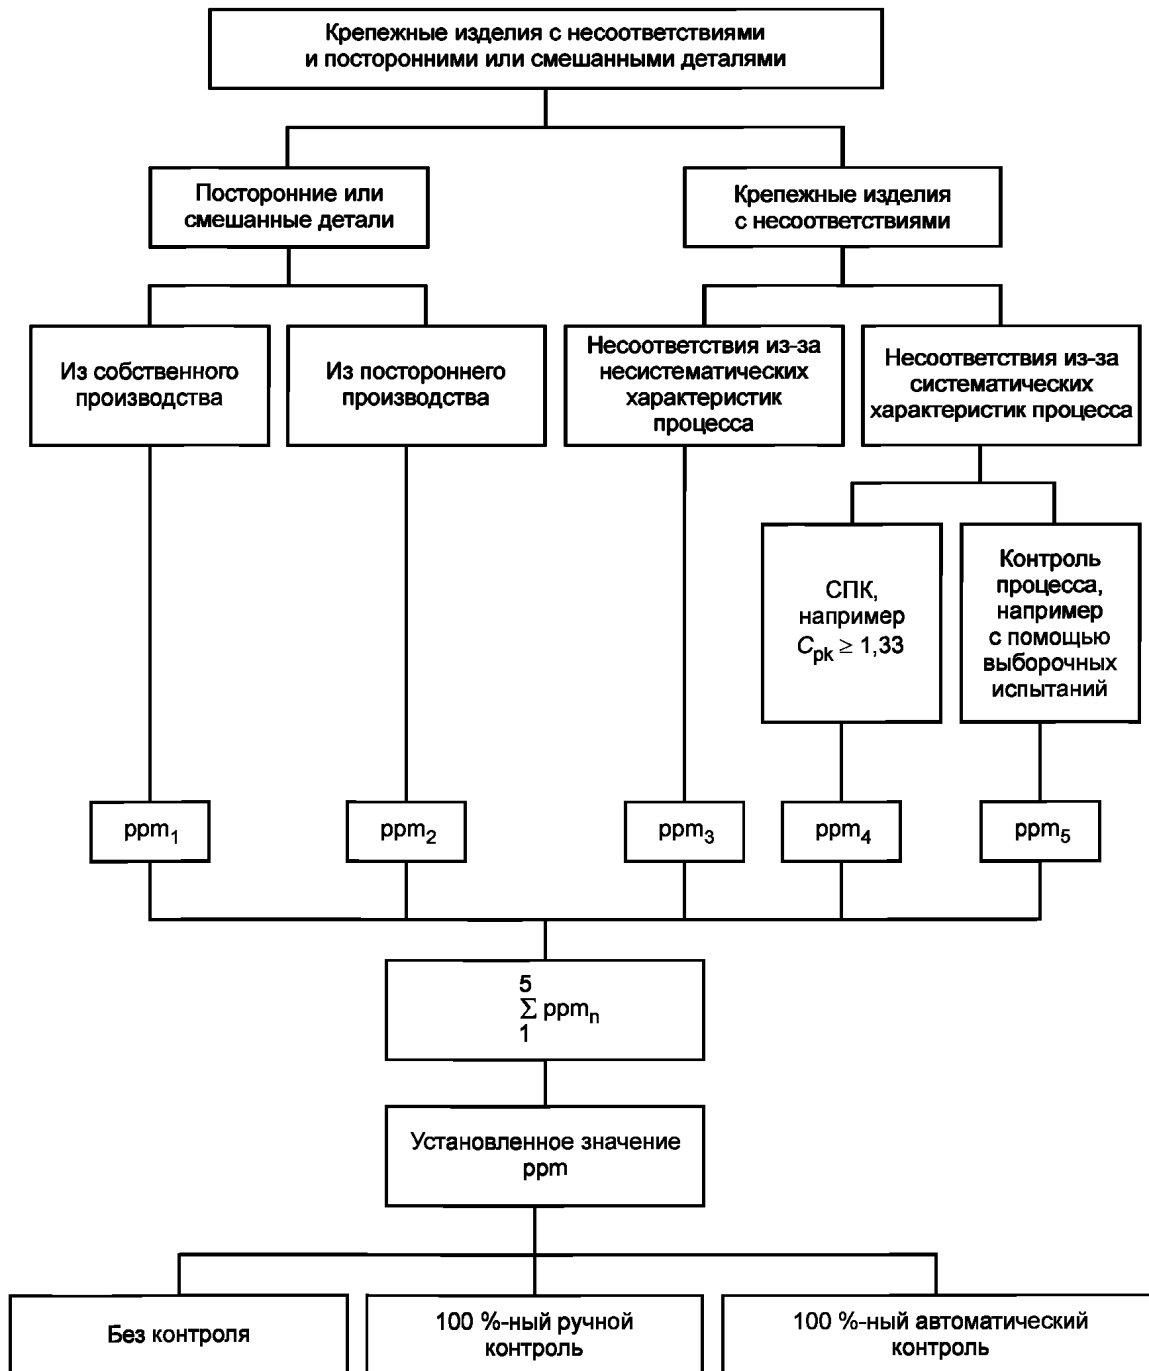 Крепежные изделия с несоответствиями
и посторонними или смешанными деталями
Посторонние или
смешанные детали
Крепежные изделия
с несоответствиями
Из собственного
производства
Из постороннего
производства
Несоответствия из-за
несистематических
характеристик
процесса
Несоответствия из-за
систематических
характеристик процесса
СПК,
например
Cpk ≥ 1,33
Контроль
процесса,
например
с помощью
выборочных
испытаний
ppm1
ppm2
ppm3
ppm4
ppm5
5
Σ ppmn
1
Установленное значение
ppm
Без контроля
100 %-ный ручной
контроль
100 %-ный автоматический
контроль